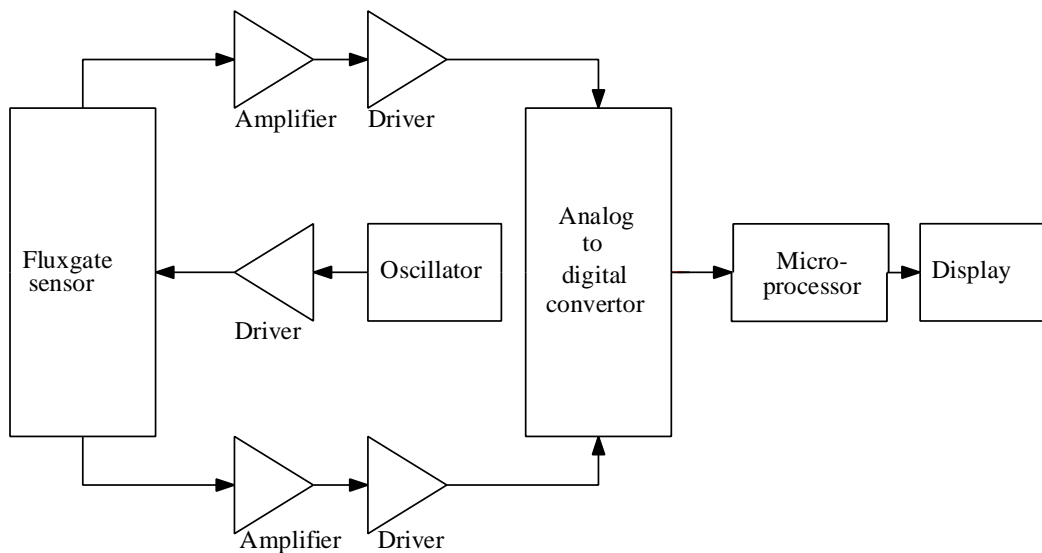 Amplifier
Driver
Fluxgate
sensor
Driver
Oscillator
Analog
to
digital
convertor
Micro-
processor
Display
Amplifier
Driver